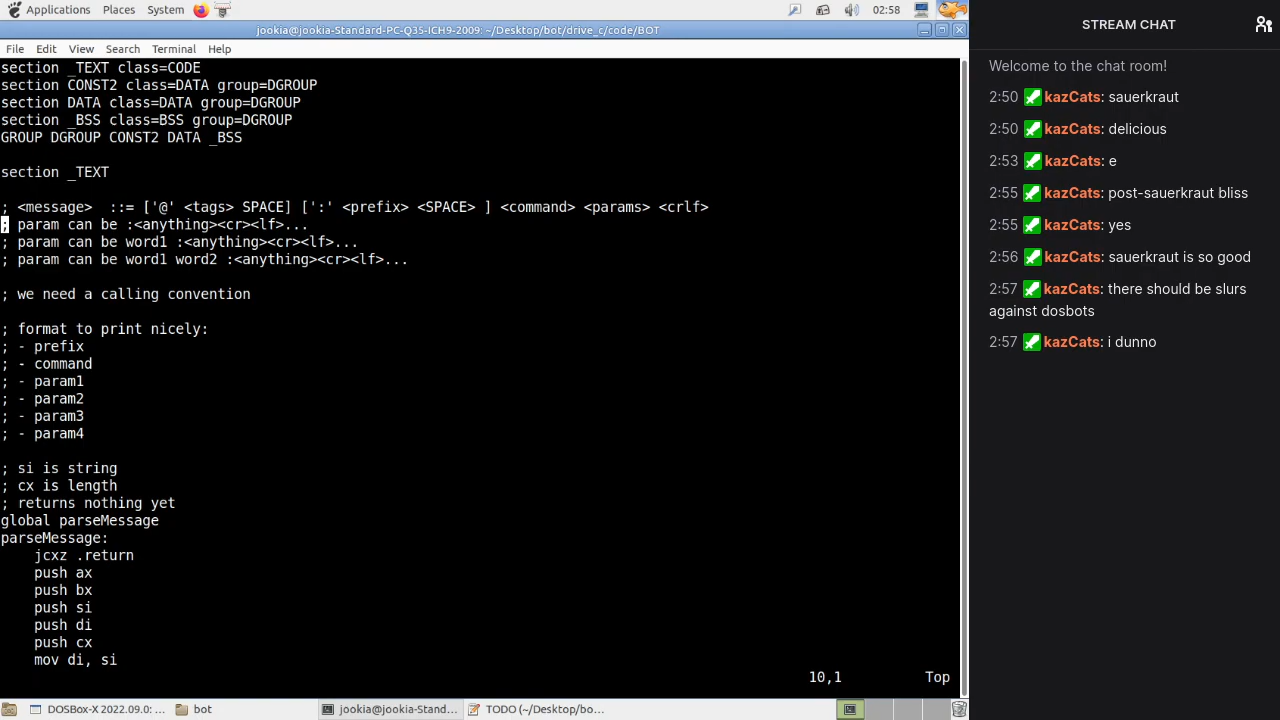 Applications Places System 02:58
jookia@jookia-Standard-PC-Q35-ICH9-2009: ~/Desktop/bot/drive_c/code/BOT
File Edit View Search Terminal Help
section _TEXT class=CODE
section CONST2 class=DATA group=DGROUP
section DATA class=DATA group=DGROUP
section _BSS class=BSS group=DGROUP
GROUP DGROUP CONST2 DATA _BSS
section _TEXT
; <message>  ::= ['@' <tags> SPACE] [':' <prefix> <SPACE> ] <command> <params> <crlf>
; param can be :<anything><cr><lf>...
; param can be word1 :<anything><cr><lf>...
; param can be word1 word2 :<anything><cr><lf>...
; we need a calling convention
; format to print nicely:
; - prefix
; - command
; - param1
; - param2
; - param3
; - param4
; si is string
; cx is length
; returns nothing yet
global parseMessage
parseMessage:
    jcxz .return
    push ax
    push bx
    push si
    push di
    push cx
    mov di, si
10,1 Top
DOSBox-X 2022.09.0: ... bot jookia@jookia-Stand... TODO (~/Desktop/bo...
STREAM CHAT
Welcome to the chat room!
2:50 kazCats: sauerkraut
2:50 kazCats: delicious
2:53 kazCats: e
2:55 kazCats: post-sauerkraut bliss
2:55 kazCats: yes
2:56 kazCats: sauerkraut is so good
2:57 kazCats: there should be slurs
against dosbots
2:57 kazCats: i dunno